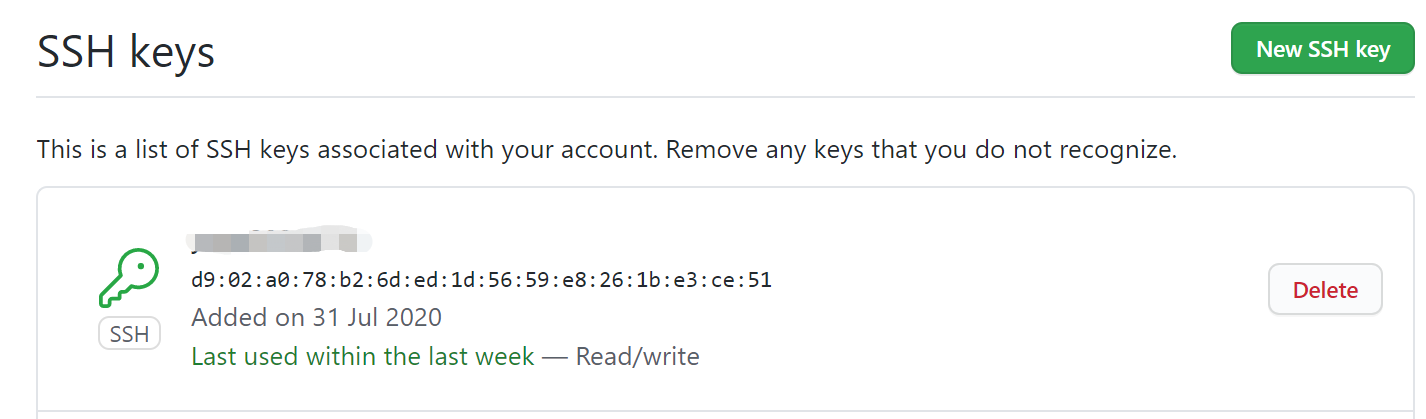 SSH keys
New SSH key
This is a list of SSH keys associated with your account. Remove any keys that you do not recognize.
d9:02:a0:78:b2:6d:ed:1d:56:59:e8:26:1b:e3:ce:51
Added on 31 Jul 2020
Delete
SSH
Last used within the last week — Read/write